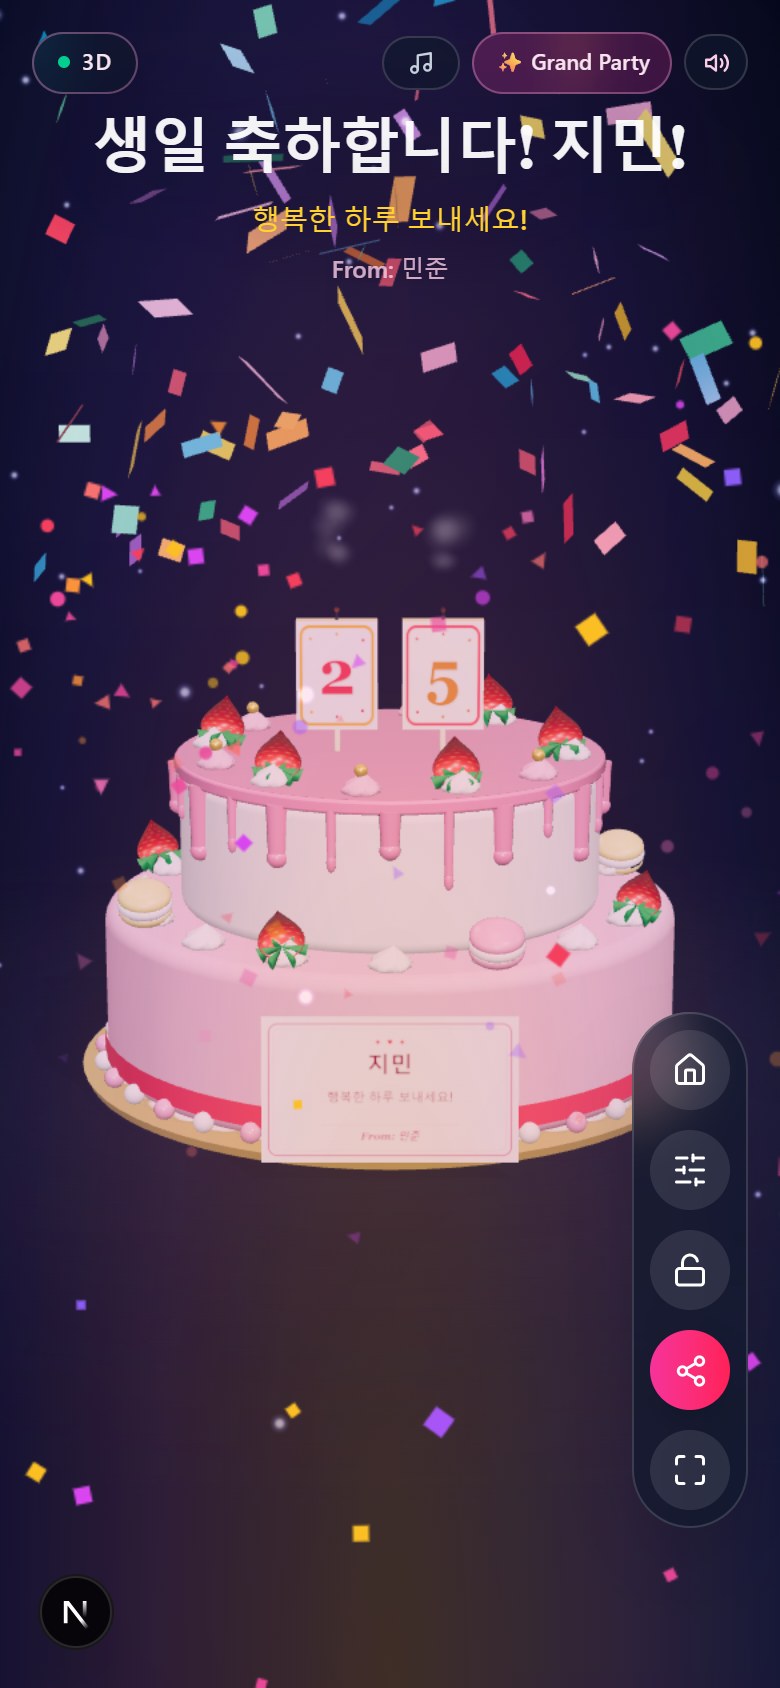 3D
Grand Party
생일 축하합니다! 지민!
행복한 하루 보내세요!
From: 민준
2 5
지민
행복한 하루 보내세요!
From: 민준
N